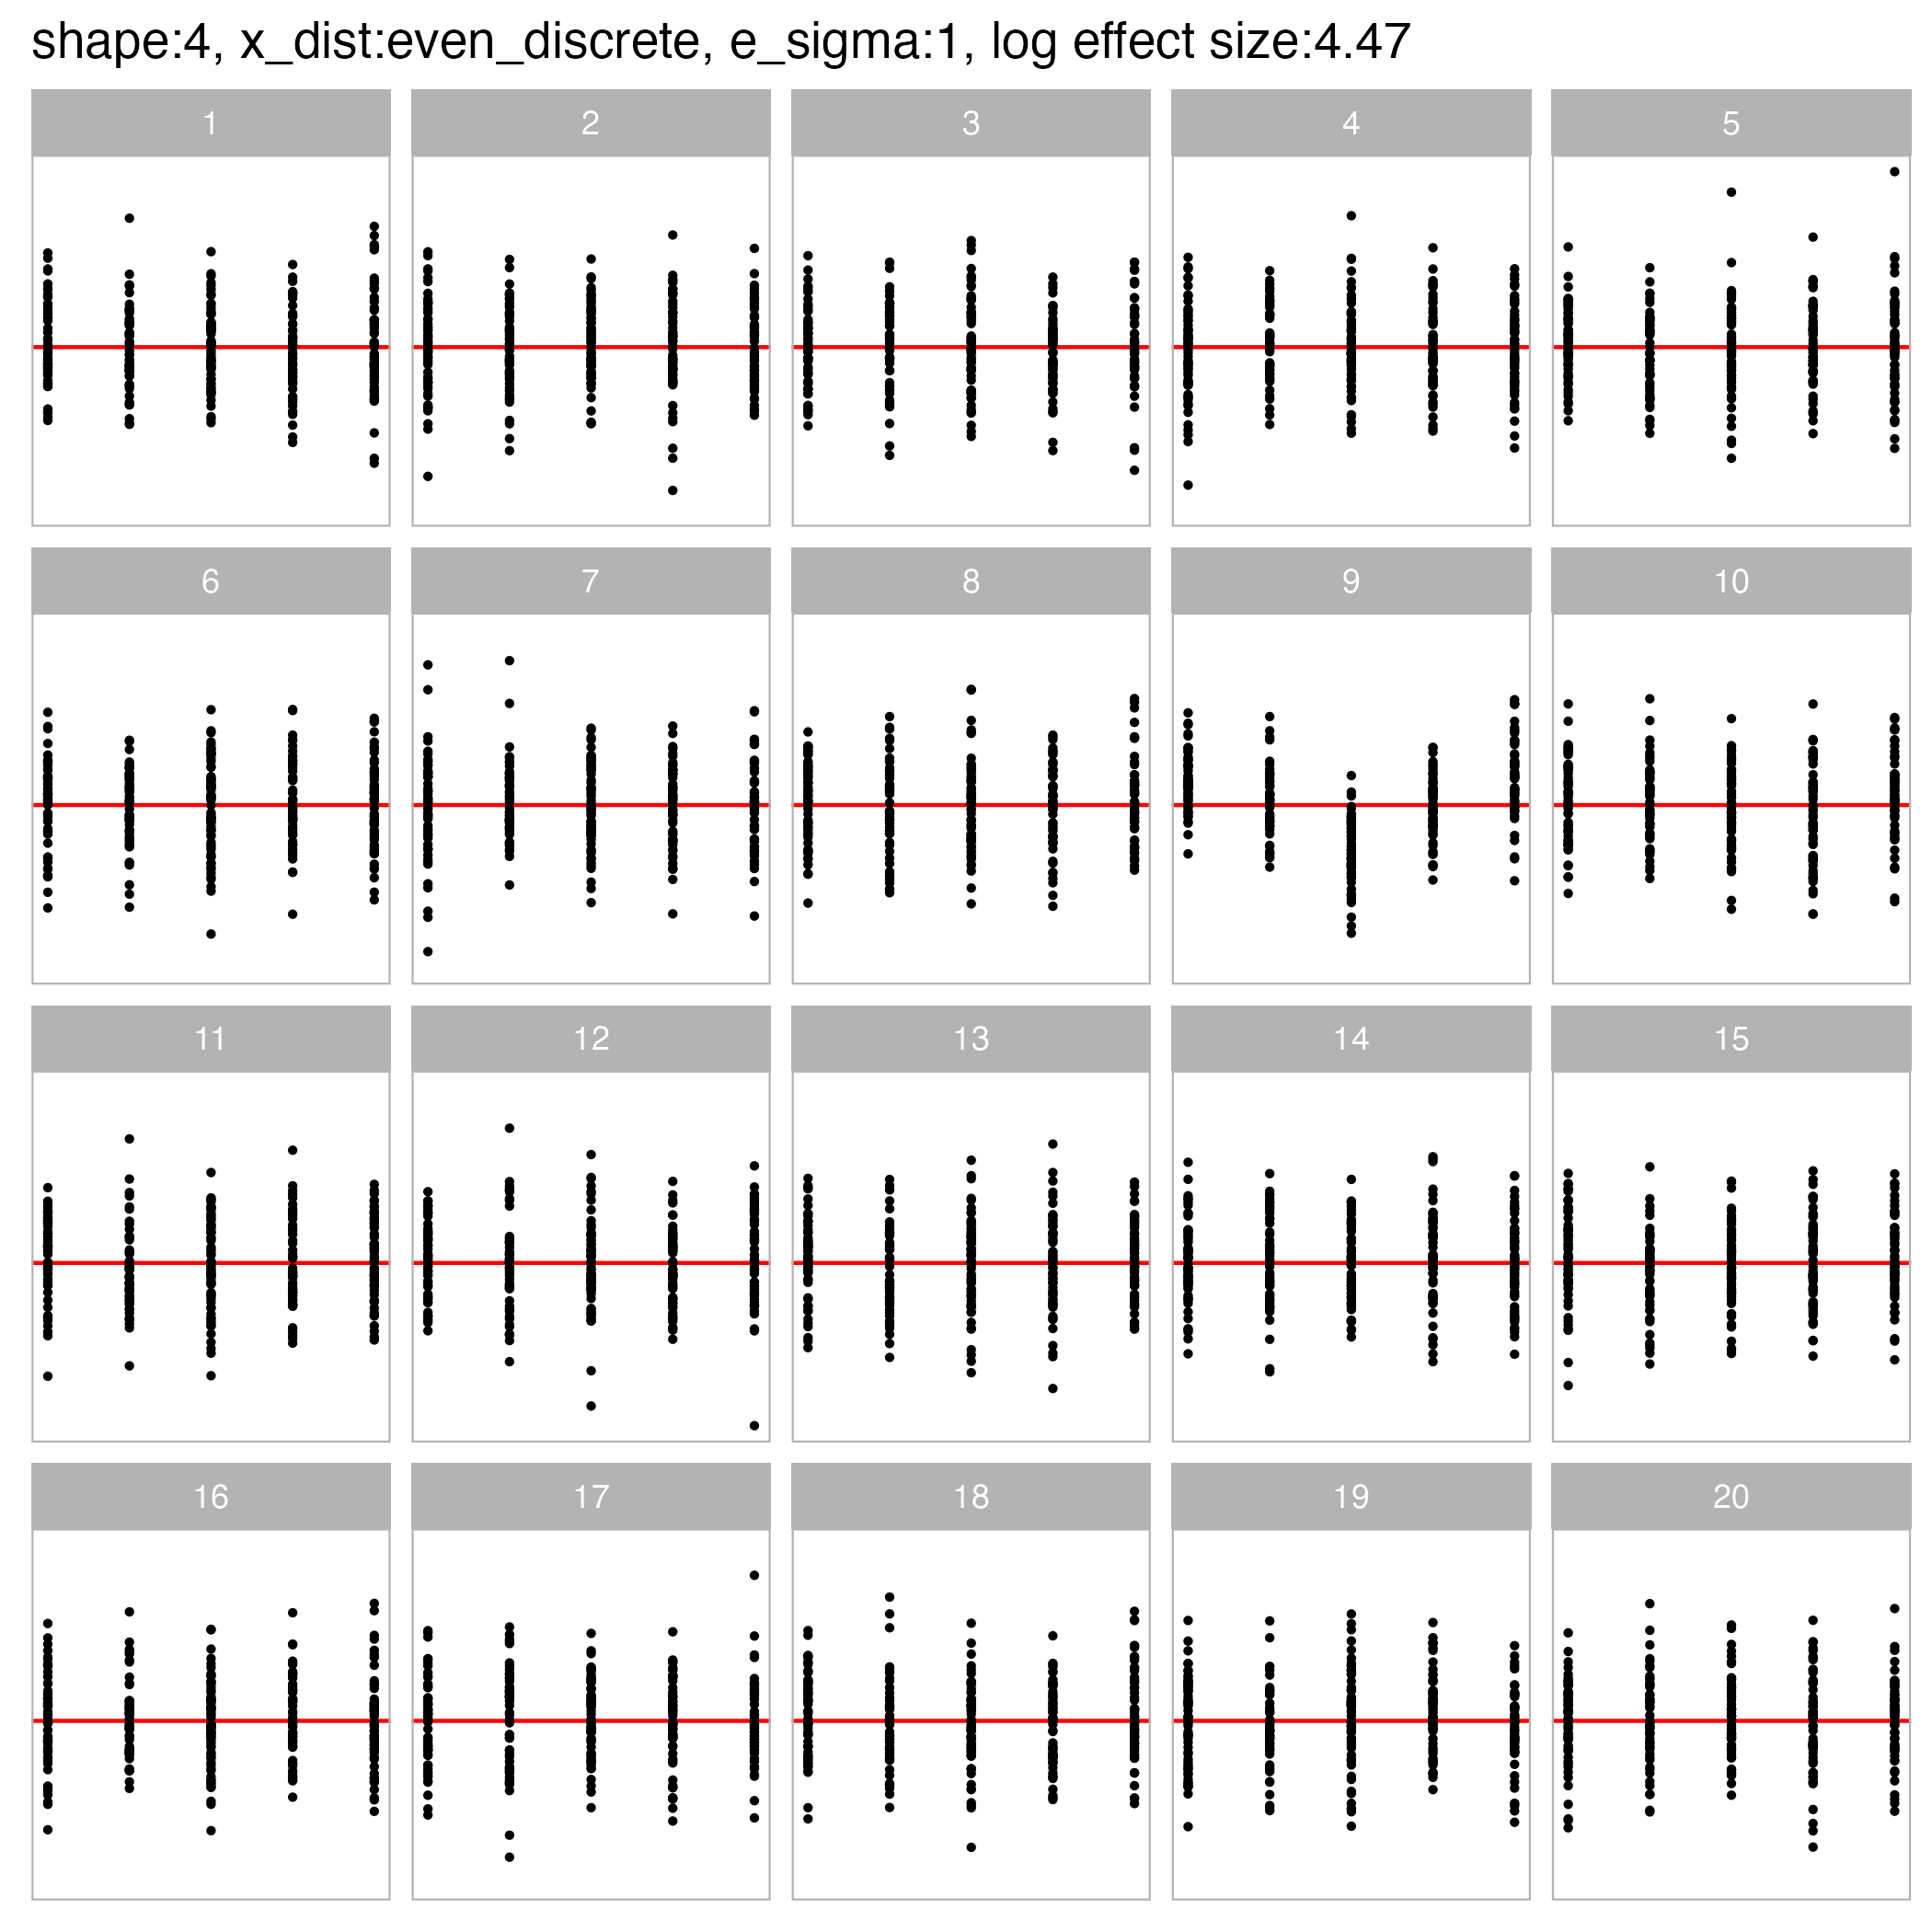 shape:4, x_dist:even_discrete, e_sigma:1, log effect size:4.47
1 2 3 4 5
6 7 8 9 10
11 12 13 14 15
16 17 18 19 20